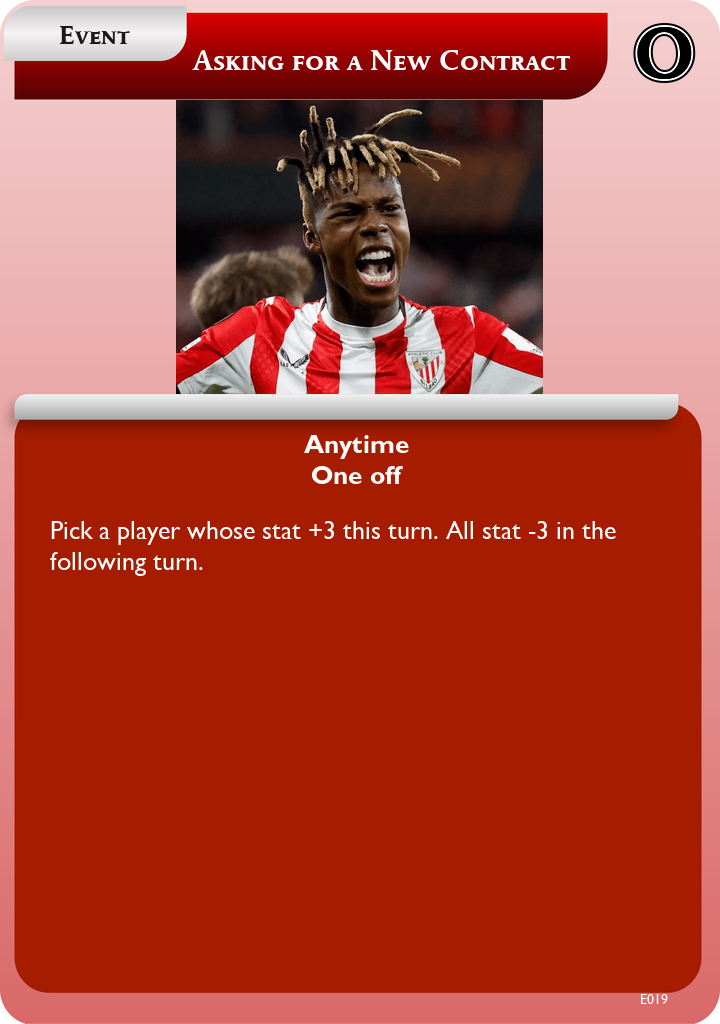 Event
Asking for a New Contract
O
Anytime
One off
Pick a player whose stat +3 this turn. All stat -3 in the
following turn.
E019